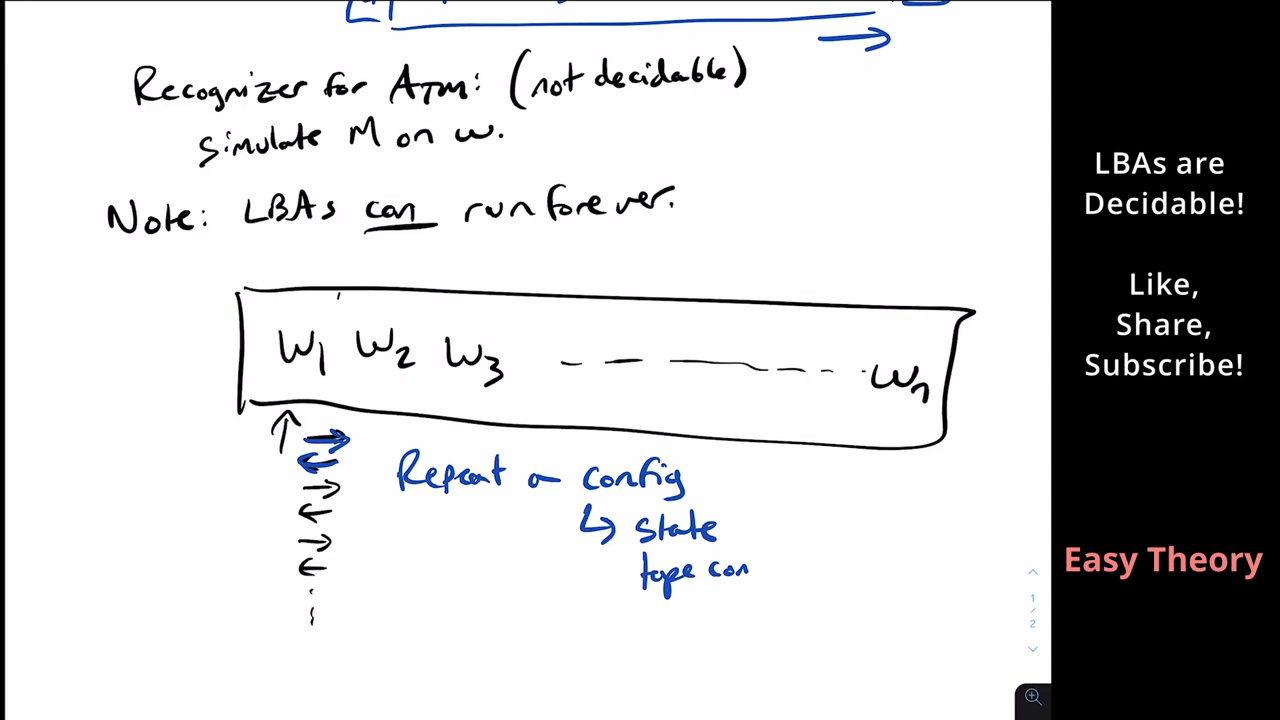 Recognizer for ATM: (not decidable)
simulate M on w.
Note: LBAs can run forever.
w1 w2 w3 wn
Repeat a config
state
tape con
LBAs are
Decidable!
Like,
Share,
Subscribe!
Easy Theory
1
/
2